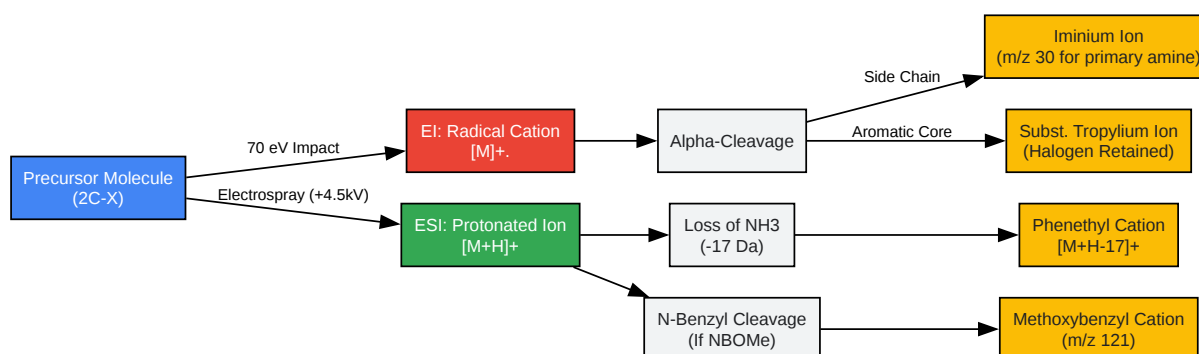 Iminium Ion
(m/z 30 for primary amine)
Side Chain
EI: Radical Cation
[M]+.
Alpha-Cleavage
Aromatic Core
Subst. Tropylium Ion
(Halogen Retained)
70 eV Impact
Precursor Molecule
(2C-X)
Electrospray (+4.5kV)
ESI: Protonated Ion
[M+H]+
Loss of NH3
(-17 Da)
Phenethyl Cation
[M+H-17]+
N-Benzyl Cleavage
(If NBOMe)
Methoxybenzyl Cation
(m/z 121)